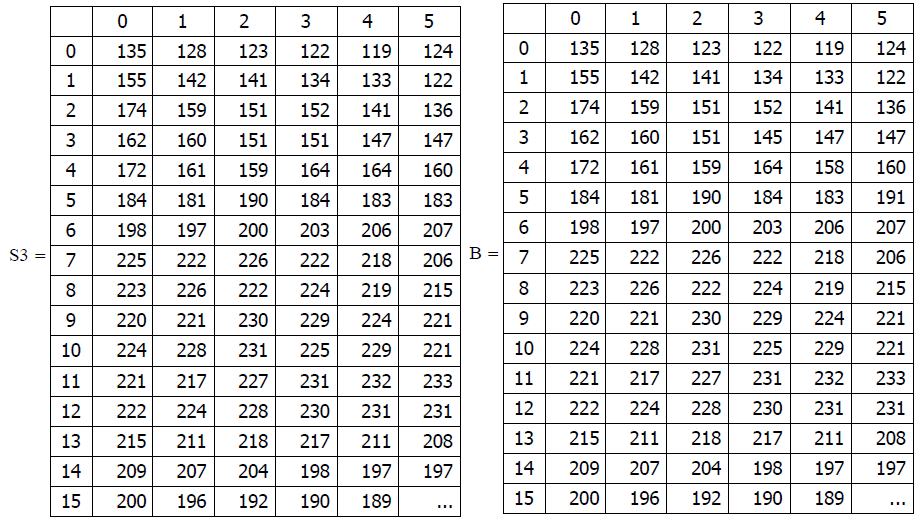 0 1 2 3 4 5
0 135 128 123 122 119 124
1 155 142 141 134 133 122
2 174 159 151 152 141 136
3 162 160 151 151 147 147
4 172 161 159 164 164 160
5 184 181 190 184 183 183
6 198 197 200 203 206 207
S3 = 7 225 222 226 222 218 206
8 223 226 222 224 219 215
9 220 221 230 229 224 221
10 224 228 231 225 229 221
11 221 217 227 231 232 233
12 222 224 228 230 231 231
13 215 211 218 217 211 208
14 209 207 204 198 197 197
15 200 196 192 190 189 ...
0 1 2 3 4 5
0 135 128 123 122 119 124
1 155 142 141 134 133 122
2 174 159 151 152 141 136
3 162 160 151 145 147 147
4 172 161 159 164 158 160
5 184 181 190 184 183 191
6 198 197 200 203 206 207
B = 7 225 222 226 222 218 206
8 223 226 222 224 219 215
9 220 221 230 229 224 221
10 224 228 231 225 229 221
11 221 217 227 231 232 233
12 222 224 228 230 231 231
13 215 211 218 217 211 208
14 209 207 204 198 197 197
15 200 196 192 190 189 ...